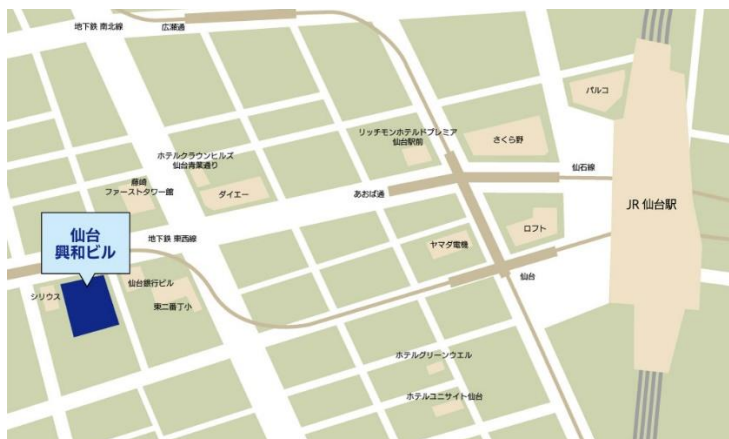 地下鉄 南北線
広瀬通
パルコ
リッチモンホテルドプレミア
仙台駅前
さくら野
ホテルクラウンヒルズ
仙台青葉通り
仙石線
藤崎
ファーストタワー館
ダイエー
あおば通
JR 仙台駅
仙台
興和ビル
地下鉄 東西線
ヤマダ電機
ロフト
仙台
シリウス
仙台銀行ビル
東二番丁小
ホテルグリーンウエル
ホテルユニサイト仙台